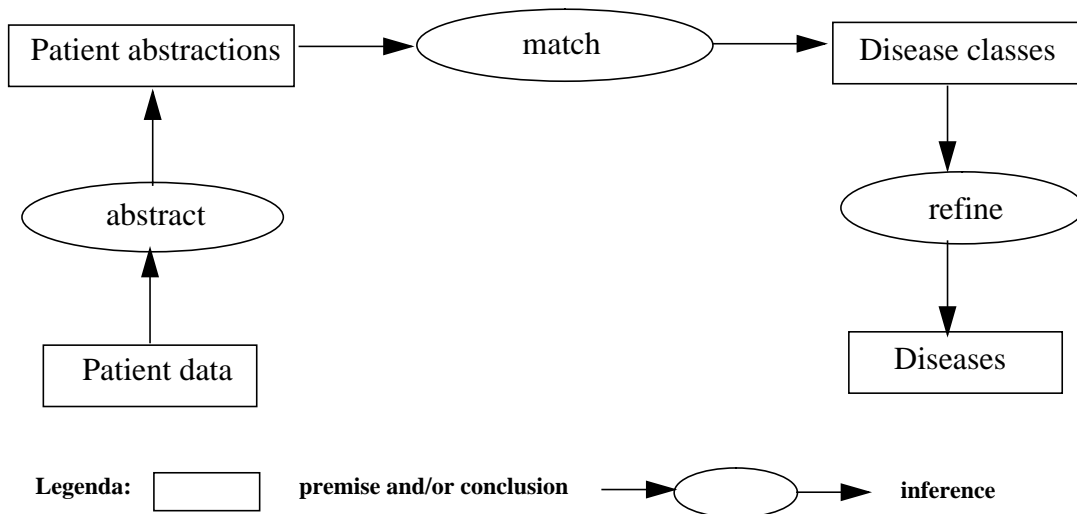 Patient abstractions
match
Disease classes
abstract
refine
Patient data
Diseases
Legenda:
premise and/or conclusion
inference